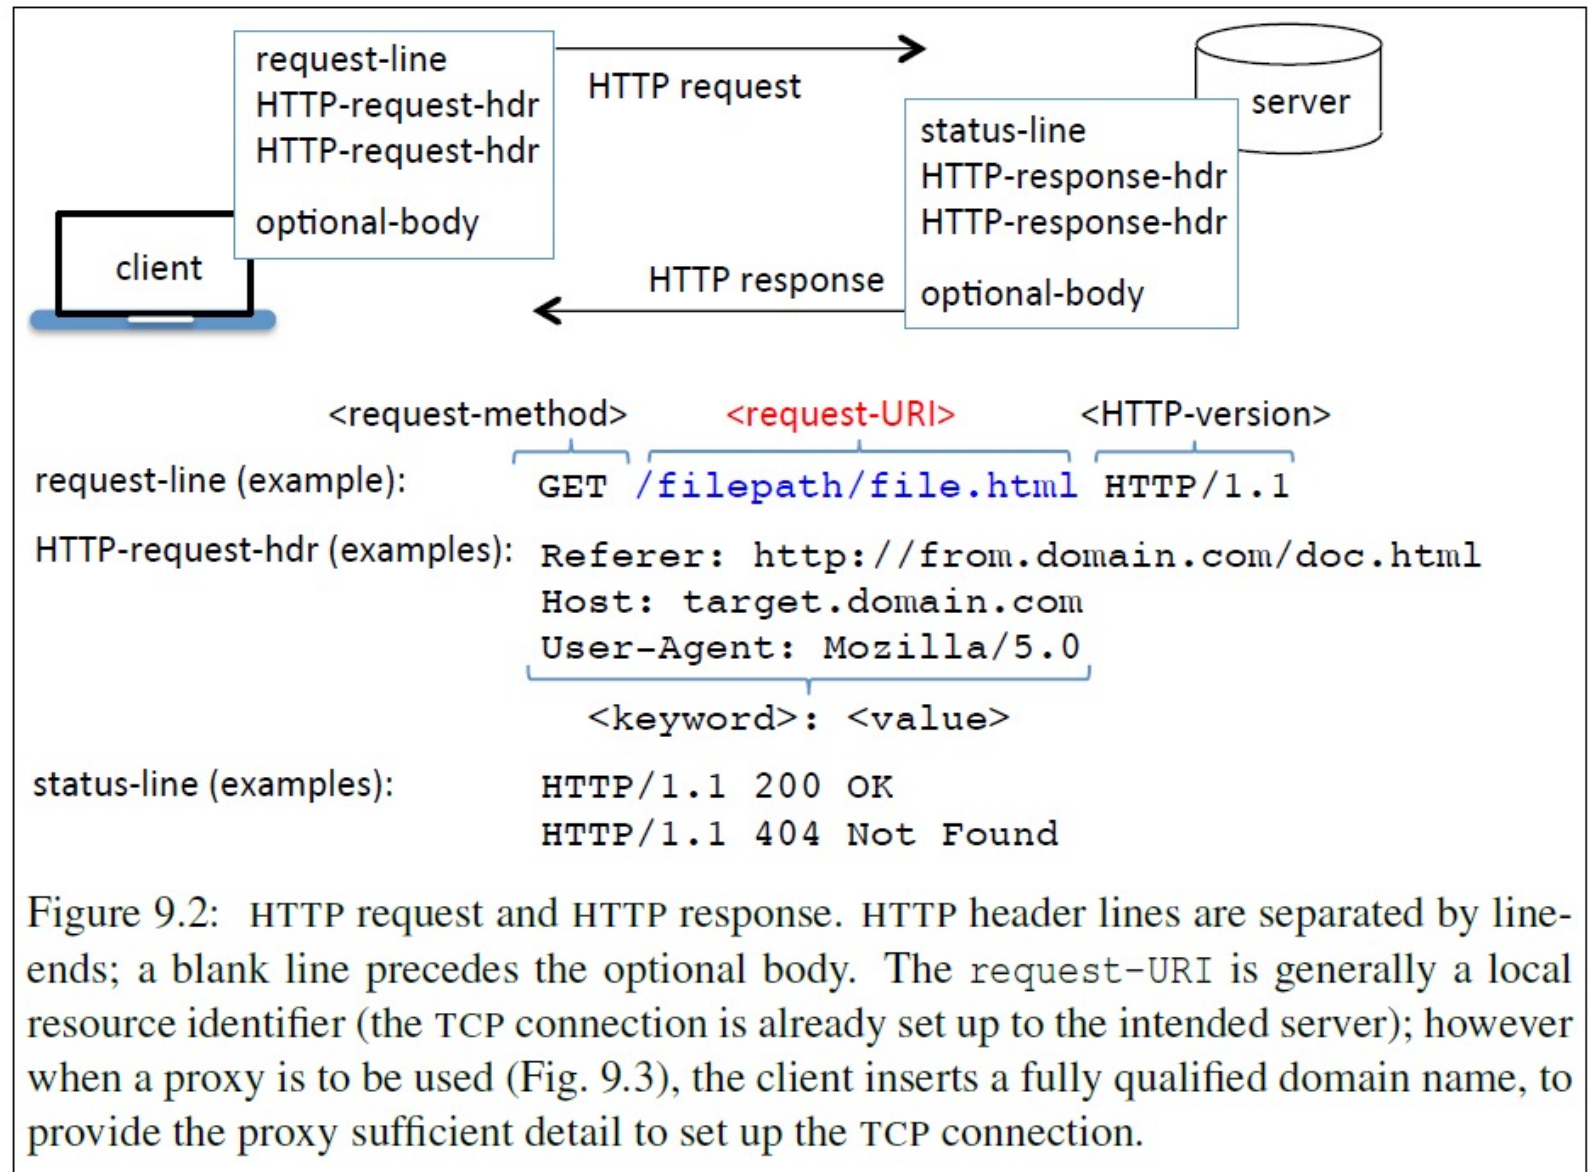 request-line
HTTP-request-hdr
HTTP-request-hdr
optional-body
client
HTTP request
server
status-line
HTTP-response-hdr
HTTP-response-hdr
optional-body
HTTP response
<request-method> <request-URI> <HTTP-version>
request-line (example): GET /filepath/file.html HTTP/1.1
HTTP-request-hdr (examples): Referer: http://from.domain.com/doc.html
Host: target.domain.com
User-Agent: Mozilla/5.0
<keyword>: <value>
status-line (examples): HTTP/1.1 200 OK
HTTP/1.1 404 Not Found
Figure 9.2: HTTP request and HTTP response. HTTP header lines are separated by line-
ends; a blank line precedes the optional body. The request-URI is generally a local
resource identifier (the TCP connection is already set up to the intended server); however
when a proxy is to be used (Fig. 9.3), the client inserts a fully qualified domain name, to
provide the proxy sufficient detail to set up the TCP connection.